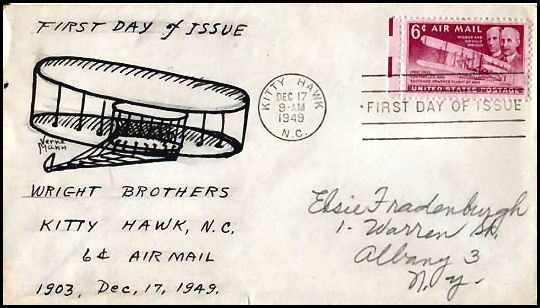 FIRST DAY of ISSUE
Verne
Mann
WRIGHT BROTHERS
KITTY HAWK, N.C.
6¢ AIR MAIL
1903, Dec, 17, 1949.
KITTY HAWK
DEC 17
9-AM
1949
N.C.
6¢ AIR MAIL
WILBUR AND
ORVILLE
WRIGHT
UNITED STATES POSTAGE
FIRST DAY OF ISSUE
Elsie Fradenburgh
1- Warren St.
Albany 3
N.Y.